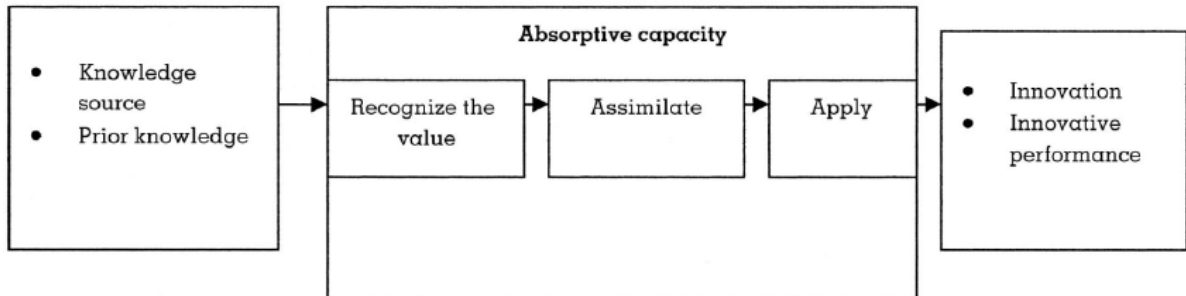 Absorptive capacity
• Knowledge
source
• Prior knowledge
Recognize the
value
Assimilate
Apply
• Innovation
• Innovative
performance